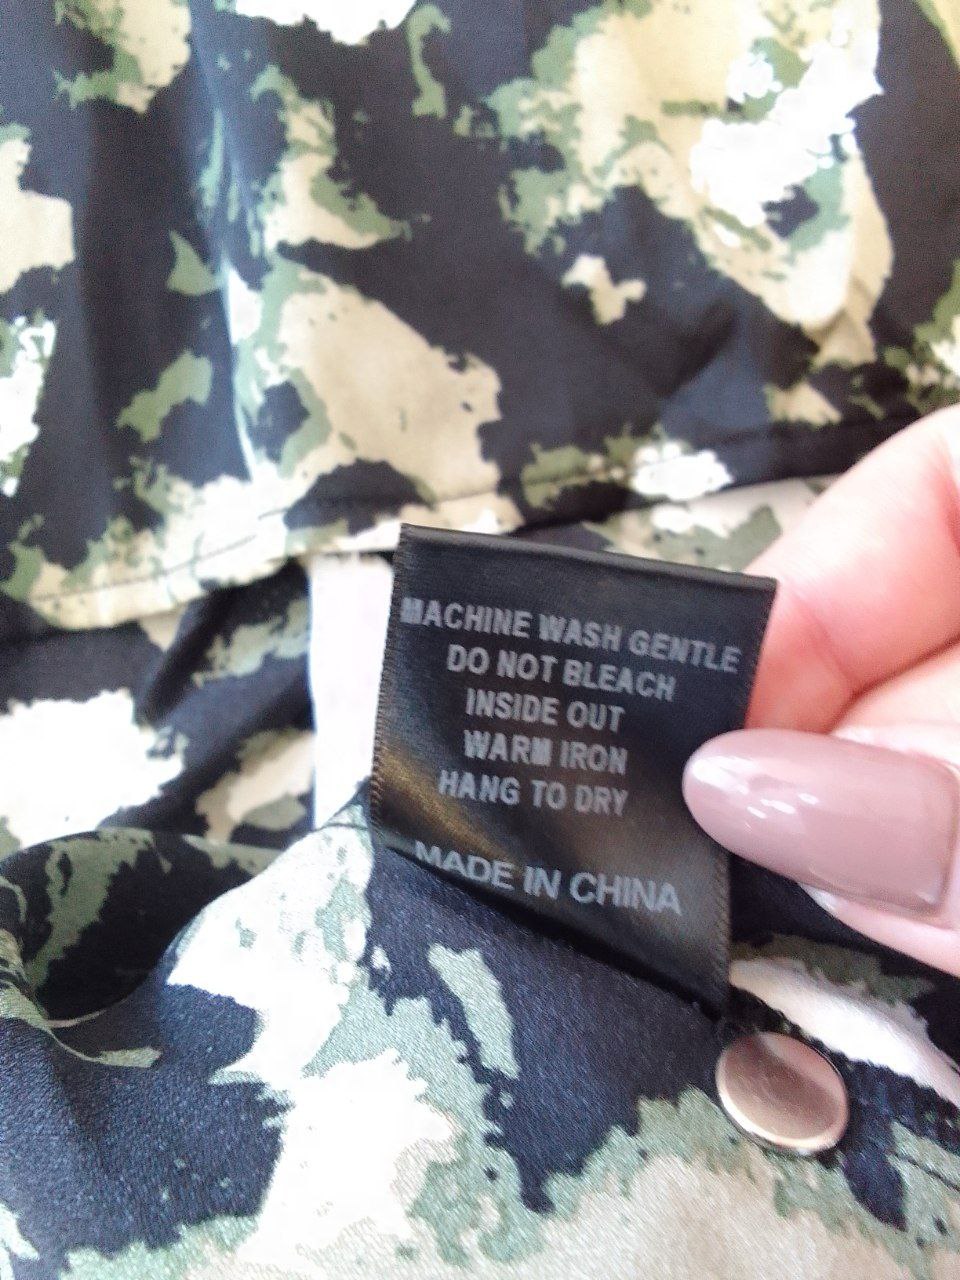 MACHINE WASH GENTLE
DO NOT BLEACH
INSIDE OUT
WARM IRON
HANG TO DRY
MADE IN CHINA